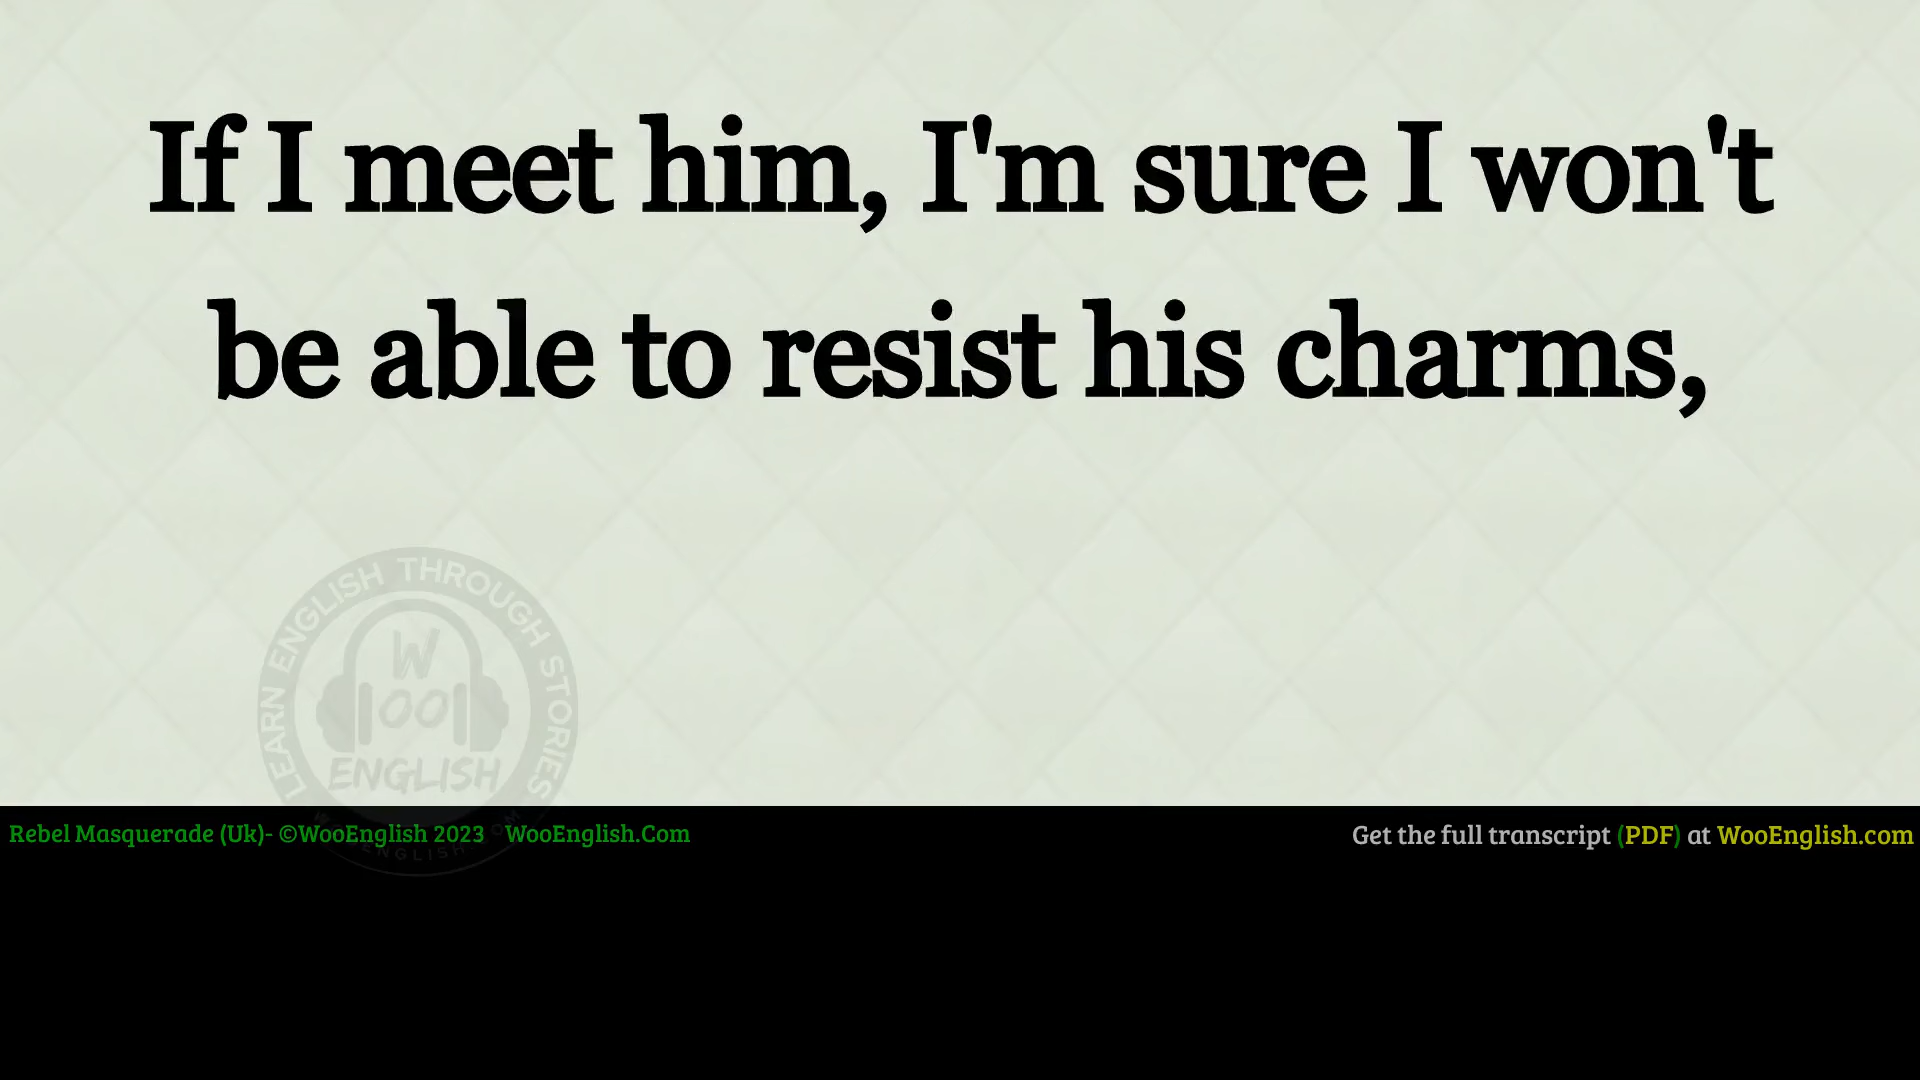 If I meet him, I'm sure I won't
be able to resist his charms,
LEARN ENGLISH THROUGH STORIES
W
OO
ENGLISH
Rebel Masquerade (Uk)- ©WooEnglish 2023 WooEnglish.Com
Get the full transcript (PDF) at WooEnglish.com